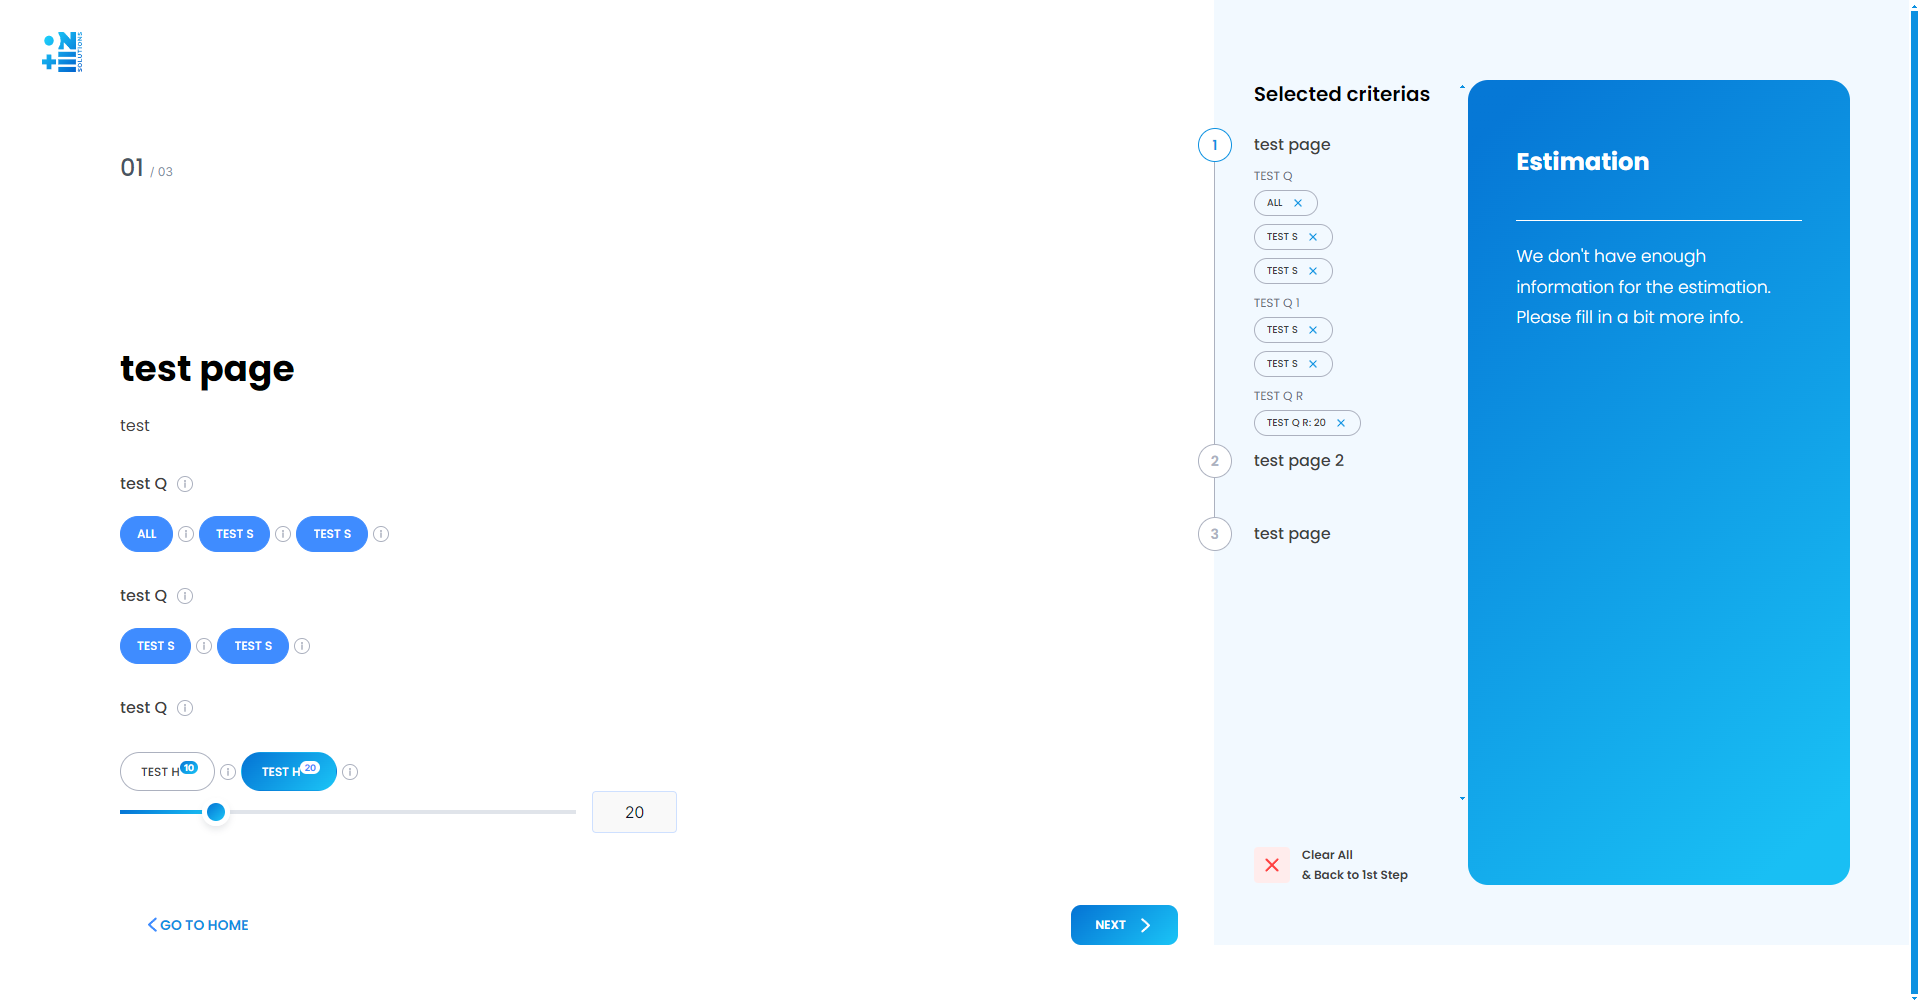 SOLUTIONS
01 / 03
test page
test
test Q
ALL TEST S TEST S
test Q
TEST S TEST S
test Q
TEST H 10 TEST H 20
20
GO TO HOME
NEXT
Selected criterias
1 test page
TEST Q
ALL
TEST S
TEST S
TEST Q 1
TEST S
TEST S
TEST Q R
TEST Q R: 20
2 test page 2
3 test page
Clear All
& Back to 1st Step
Estimation
We don't have enough
information for the estimation.
Please fill in a bit more info.